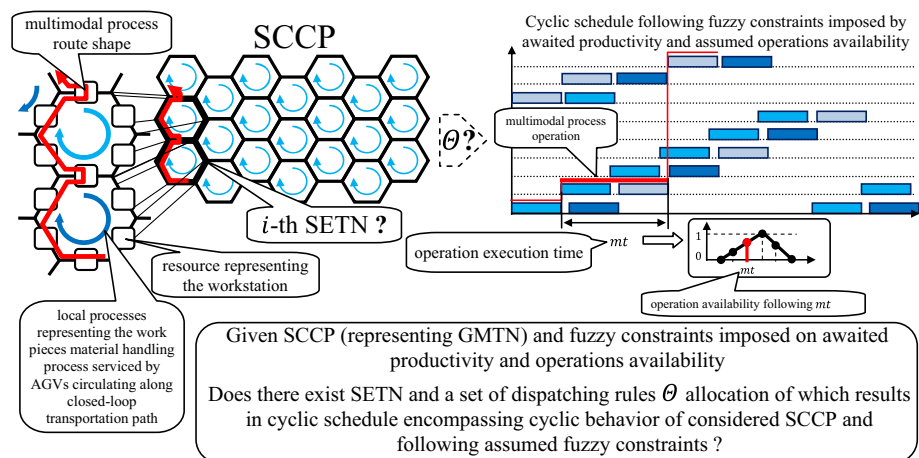 multimodal process
route shape
SCCP
Cyclic schedule following fuzzy constraints imposed by
awaited productivity and assumed operations availability
multimodal process
operation
Θ?
i-th SETN ?
operation execution time
mt
1
0
mt
operation availability following mt
resource representing
the workstation
local processes
representing the work
pieces material handling
process serviced by
AGVs circulating along
closed-loop
transportation path
Given SCCP (representing GMTN) and fuzzy constraints imposed on awaited
productivity and operations availability
Does there exist SETN and a set of dispatching rules Θ allocation of which results
in cyclic schedule encompassing cyclic behavior of considered SCCP and
following assumed fuzzy constraints ?